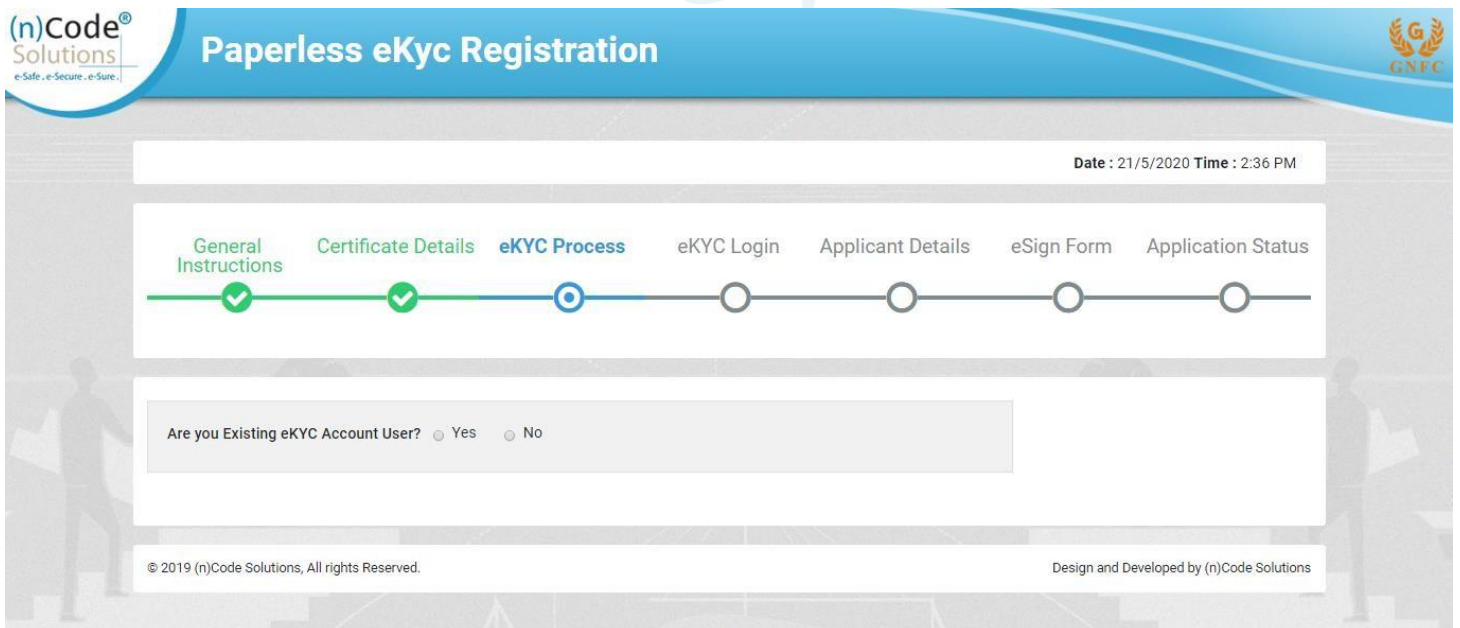 (n)Code®
Solutions
e-Safe . e-Secure . e-Sure .
Paperless eKyc Registration
G
GNFC
Date : 21/5/2020 Time : 2:36 PM
General
Instructions
Certificate Details
eKYC Process
eKYC Login
Applicant Details
eSign Form
Application Status
Are you Existing eKYC Account User? Yes No
© 2019 (n)Code Solutions, All rights Reserved.
Design and Developed by (n)Code Solutions